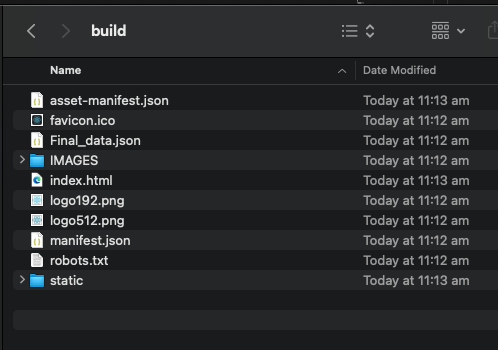 build
Name Date Modified
asset-manifest.json Today at 11:13 am
favicon.ico Today at 11:12 am
Final_data.json Today at 11:12 am
IMAGES Today at 11:12 am
index.html Today at 11:13 am
logo192.png Today at 11:12 am
logo512.png Today at 11:12 am
manifest.json Today at 11:12 am
robots.txt Today at 11:12 am
static Today at 11:13 am